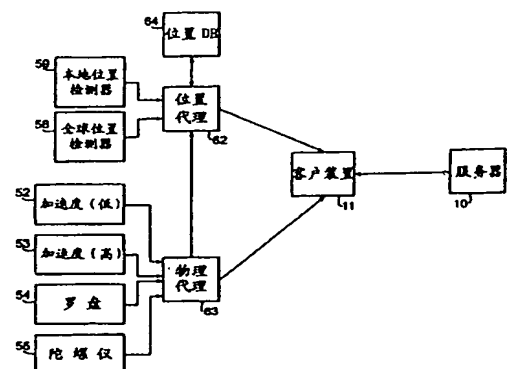 64
位置 DB
59
本地位置
检测器
58
全球位置
检测器
位置
代理
62
客户装置
11
服务器
10
52
加速度(低)
53
加速度(高)
54
罗盘
55
陀螺仪
物理
代理
63